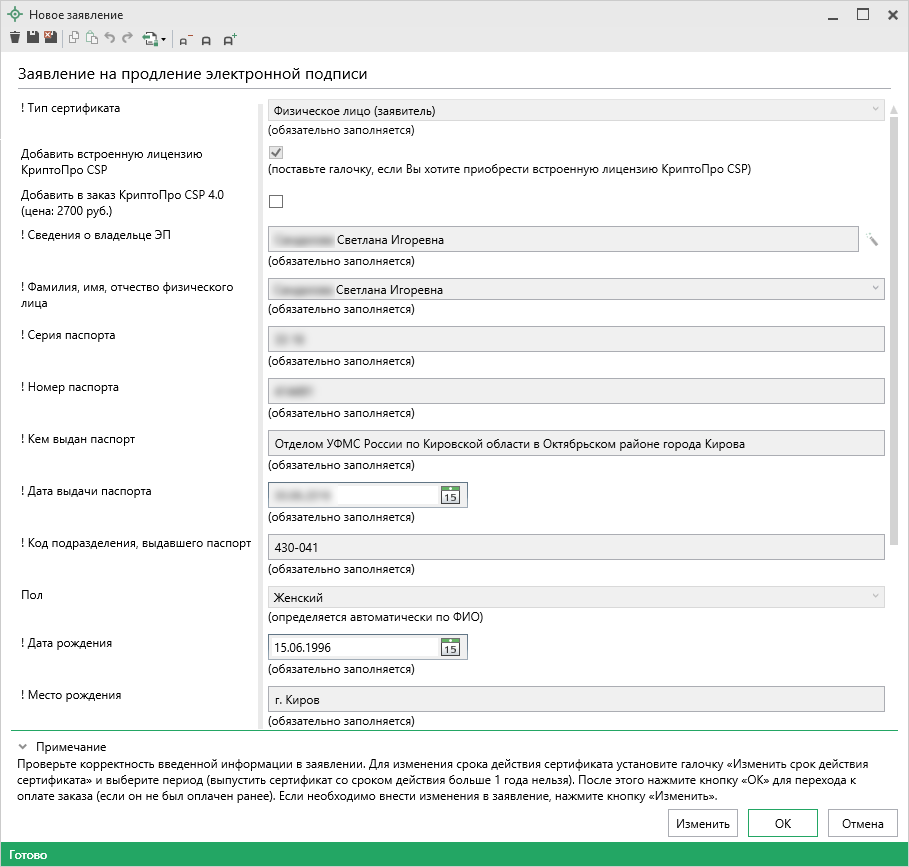 Новое заявление
Заявление на продление электронной подписи
! Тип сертификата
Физическое лицо (заявитель)
(обязательно заполняется)
Добавить встроенную лицензию
КриптоПро CSP
(поставьте галочку, если Вы хотите приобрести встроенную лицензию КриптоПро CSP)
Добавить в заказ КриптоПро CSP 4.0
(цена: 2700 руб.)
! Сведения о владельце ЭП
Светлана Игоревна
(обязательно заполняется)
! Фамилия, имя, отчество физического
лица
Светлана Игоревна
(обязательно заполняется)
! Серия паспорта
(обязательно заполняется)
! Номер паспорта
(обязательно заполняется)
! Кем выдан паспорт
Отделом УФМС России по Кировской области в Октябрьском районе города Кирова
(обязательно заполняется)
! Дата выдачи паспорта
15
(обязательно заполняется)
! Код подразделения, выдавшего паспорт
430-041
(обязательно заполняется)
Пол
Женский
(определяется автоматически по ФИО)
! Дата рождения
15.06.1996
15
(обязательно заполняется)
! Место рождения
г. Киров
(обязательно заполняется)
Примечание
Проверьте корректность введенной информации в заявлении. Для изменения срока действия сертификата установите галочку «Изменить срок действия
сертификата» и выберите период (выпустить сертификат со сроком действия больше 1 года нельзя). После этого нажмите кнопку «ОК» для перехода к
оплате заказа (если он не был оплачен ранее). Если необходимо внести изменения в заявление, нажмите кнопку «Изменить».
Изменить
ОК
Отмена
Готово